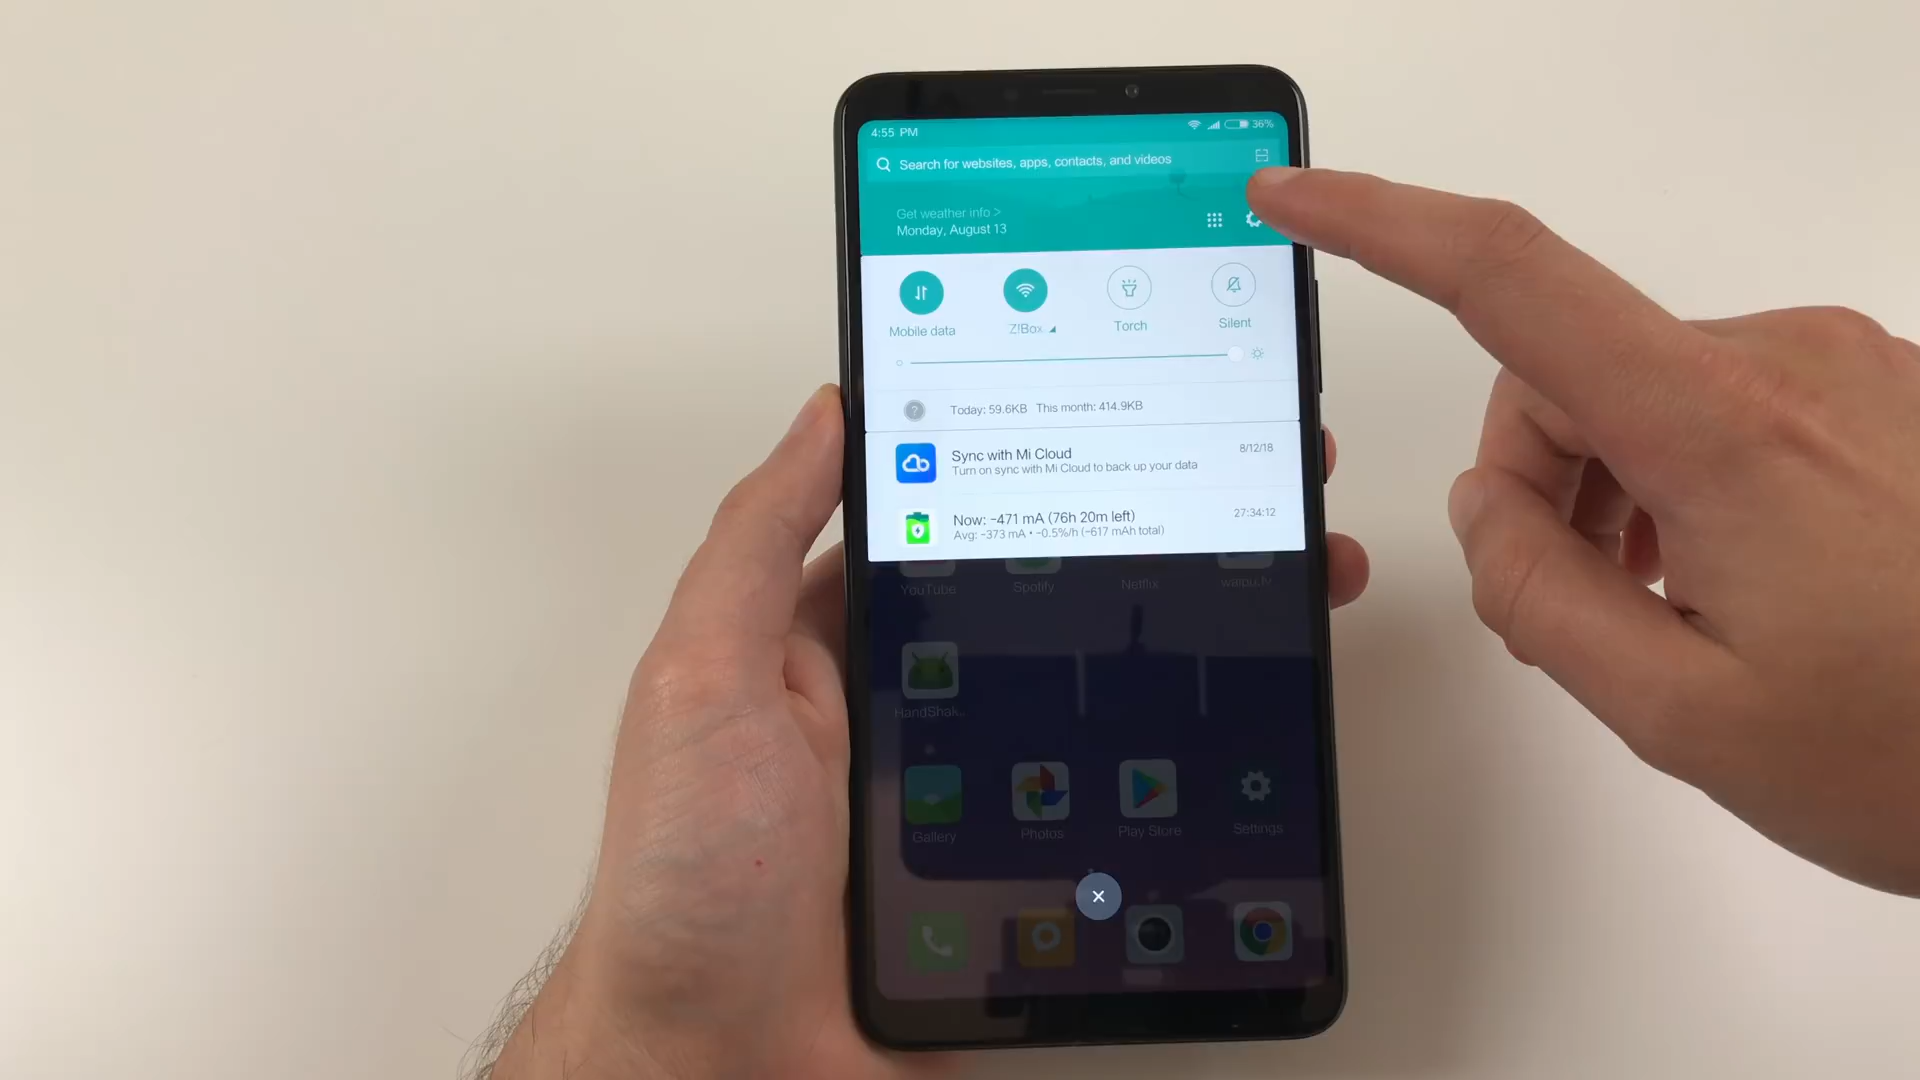 4:55 PM
36%
Search for websites, apps, contacts, and videos
Get weather info >
Monday, August 13
Mobile data
Z!Box
Torch
Silent
Today: 59.6KB This month: 414.9KB
Sync with Mi Cloud
8/12/18
Turn on sync with Mi Cloud to back up your data
Now: -471 mA (76h 20m left)
27:34:12
Avg: -373 mA • -0.5%/h (-617 mAh total)
YouTube
Spotify
Netflix
waipu.tv
HandShak..
Gallery
Photos
Play Store
Settings